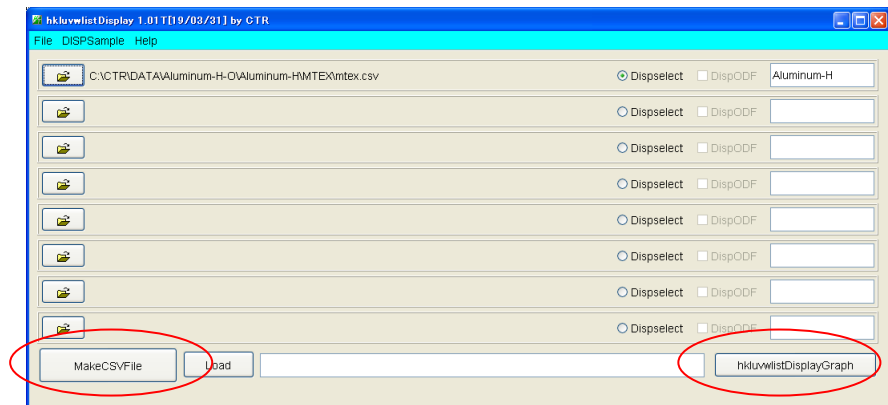 hkluvwlistDisplay 1.01T[19/03/31] by CTR
File DISPSample Help
C:\CTR\DATA\Aluminum-H-O\Aluminum-H\MTEX\mtex.csv Dispselect DispODF Aluminum-H
Dispselect DispODF
Dispselect DispODF
Dispselect DispODF
Dispselect DispODF
Dispselect DispODF
Dispselect DispODF
Dispselect DispODF
MakeCSVFile Load hkluvwlistDisplayGraph